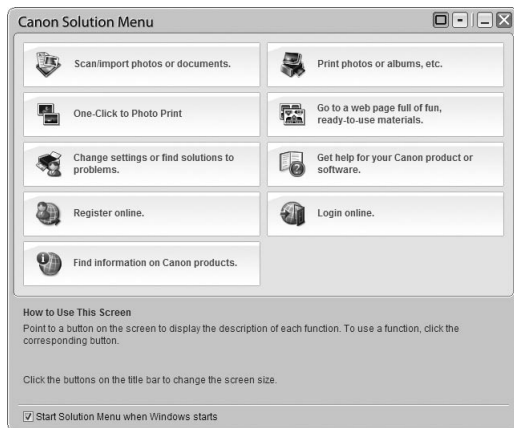 Canon Solution Menu
Scan/import photos or documents.
Print photos or albums, etc.
One-Click to Photo Print
Go to a web page full of fun,
ready-to-use materials.
Change settings or find solutions to
problems.
Get help for your Canon product or
software.
Register online.
Login online.
Find information on Canon products.
How to Use This Screen
Point to a button on the screen to display the description of each function. To use a function, click the
corresponding button.
Click the buttons on the title bar to change the screen size.
Start Solution Menu when Windows starts